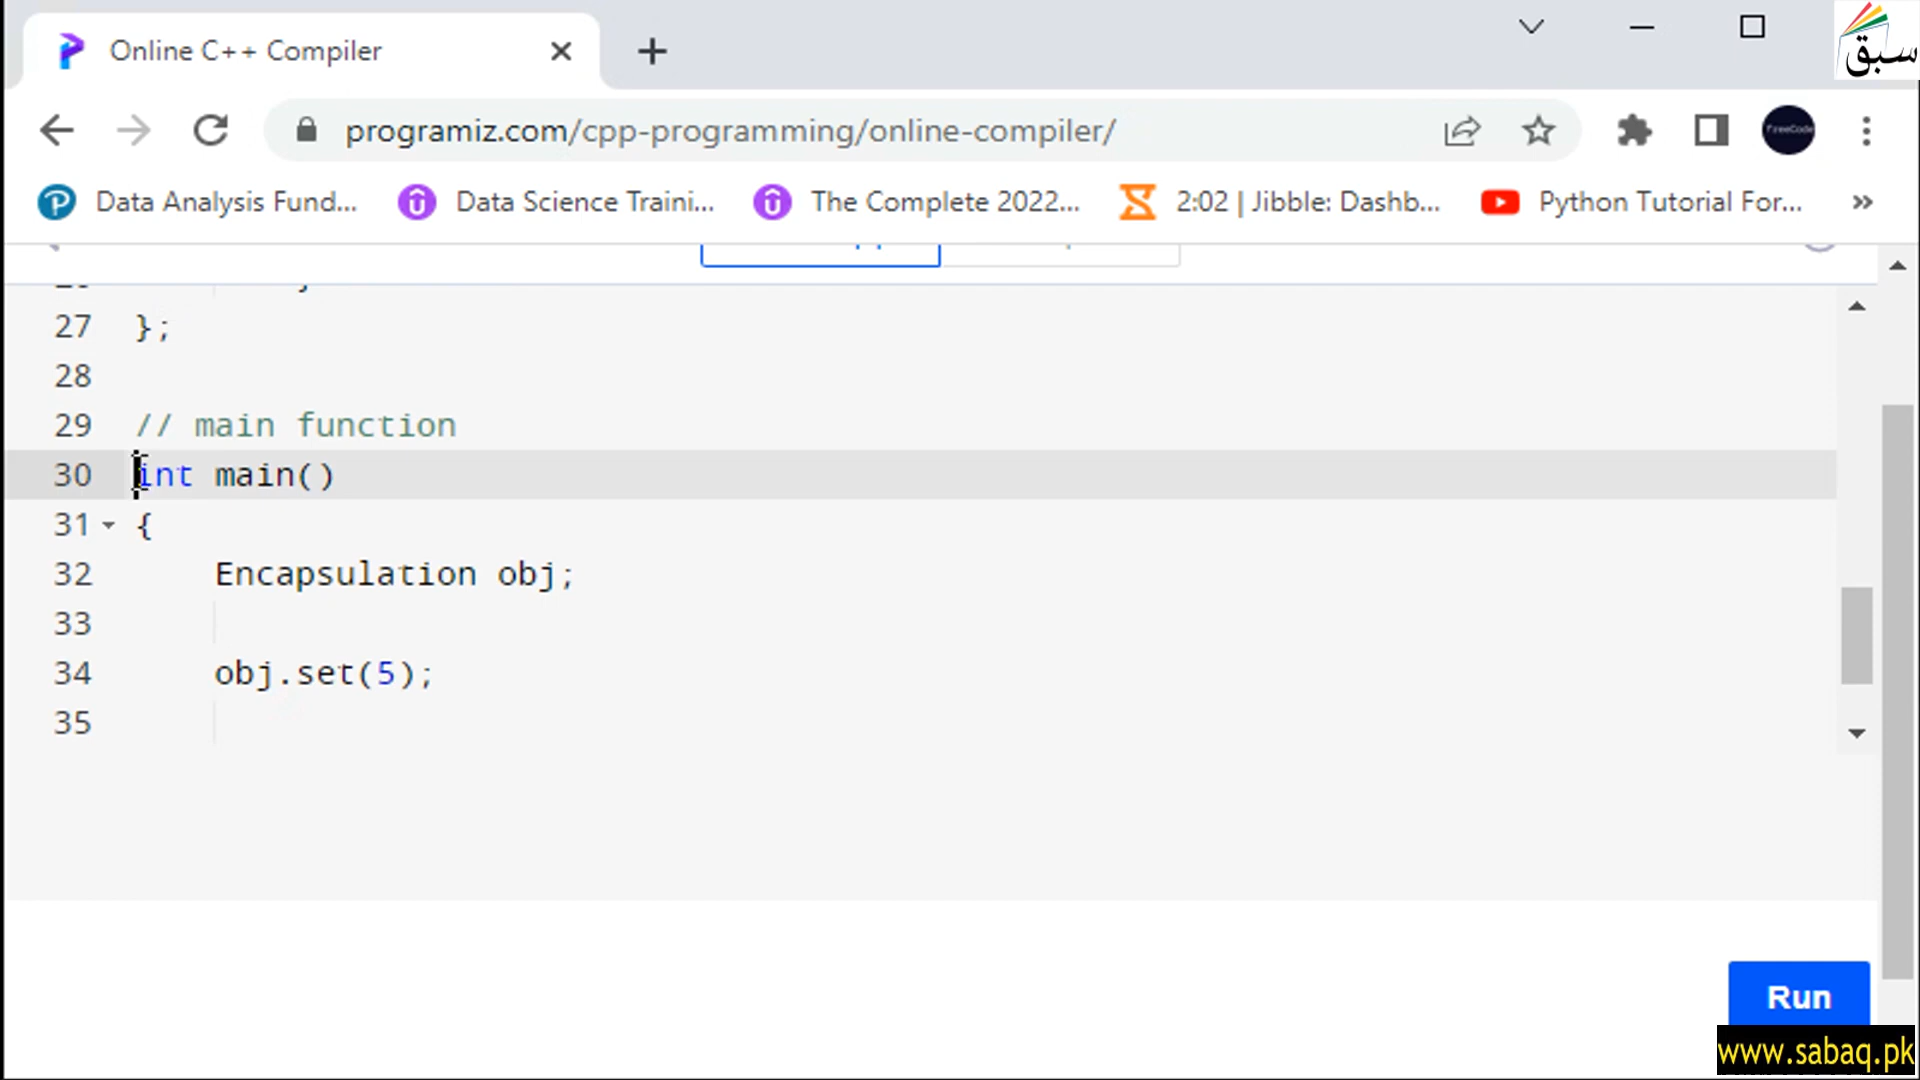 Online C++ Compiler
سبق
programiz.com/cpp-programming/online-compiler/
FreeCode
Data Analysis Fund...
Data Science Traini...
The Complete 2022...
2:02 | Jibble: Dashb...
Python Tutorial For...
27 };
28
29 // main function
30 int main()
31 {
32 Encapsulation obj;
33
34 obj.set(5);
35
Run
www.sabaq.pk